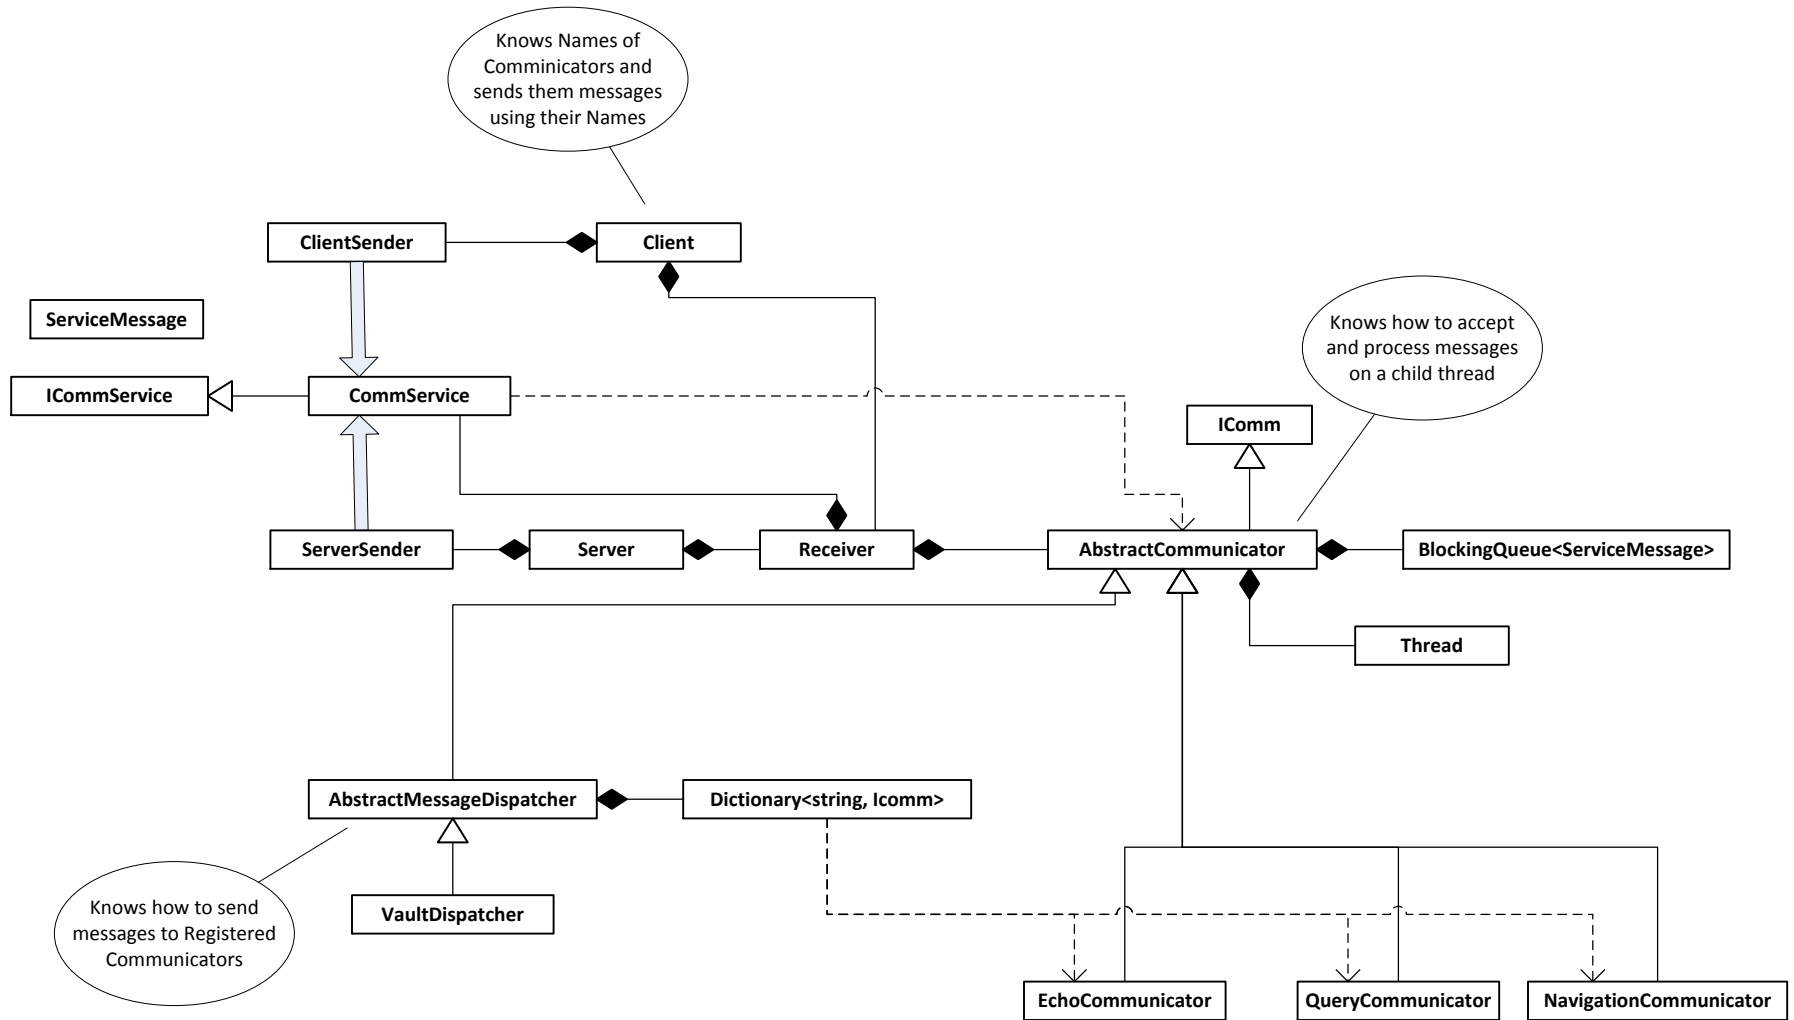 Knows Names of
Comminicators and
sends them messages
using their Names
ClientSender
Client
ServiceMessage
Knows how to accept
and process messages
on a child thread
ICommService
CommService
IComm
ServerSender
Server
Receiver
AbstractCommunicator
BlockingQueue<ServiceMessage>
Thread
AbstractMessageDispatcher
Dictionary<string, Icomm>
Knows how to send
messages to Registered
Communicators
VaultDispatcher
EchoCommunicator
QueryCommunicator
NavigationCommunicator